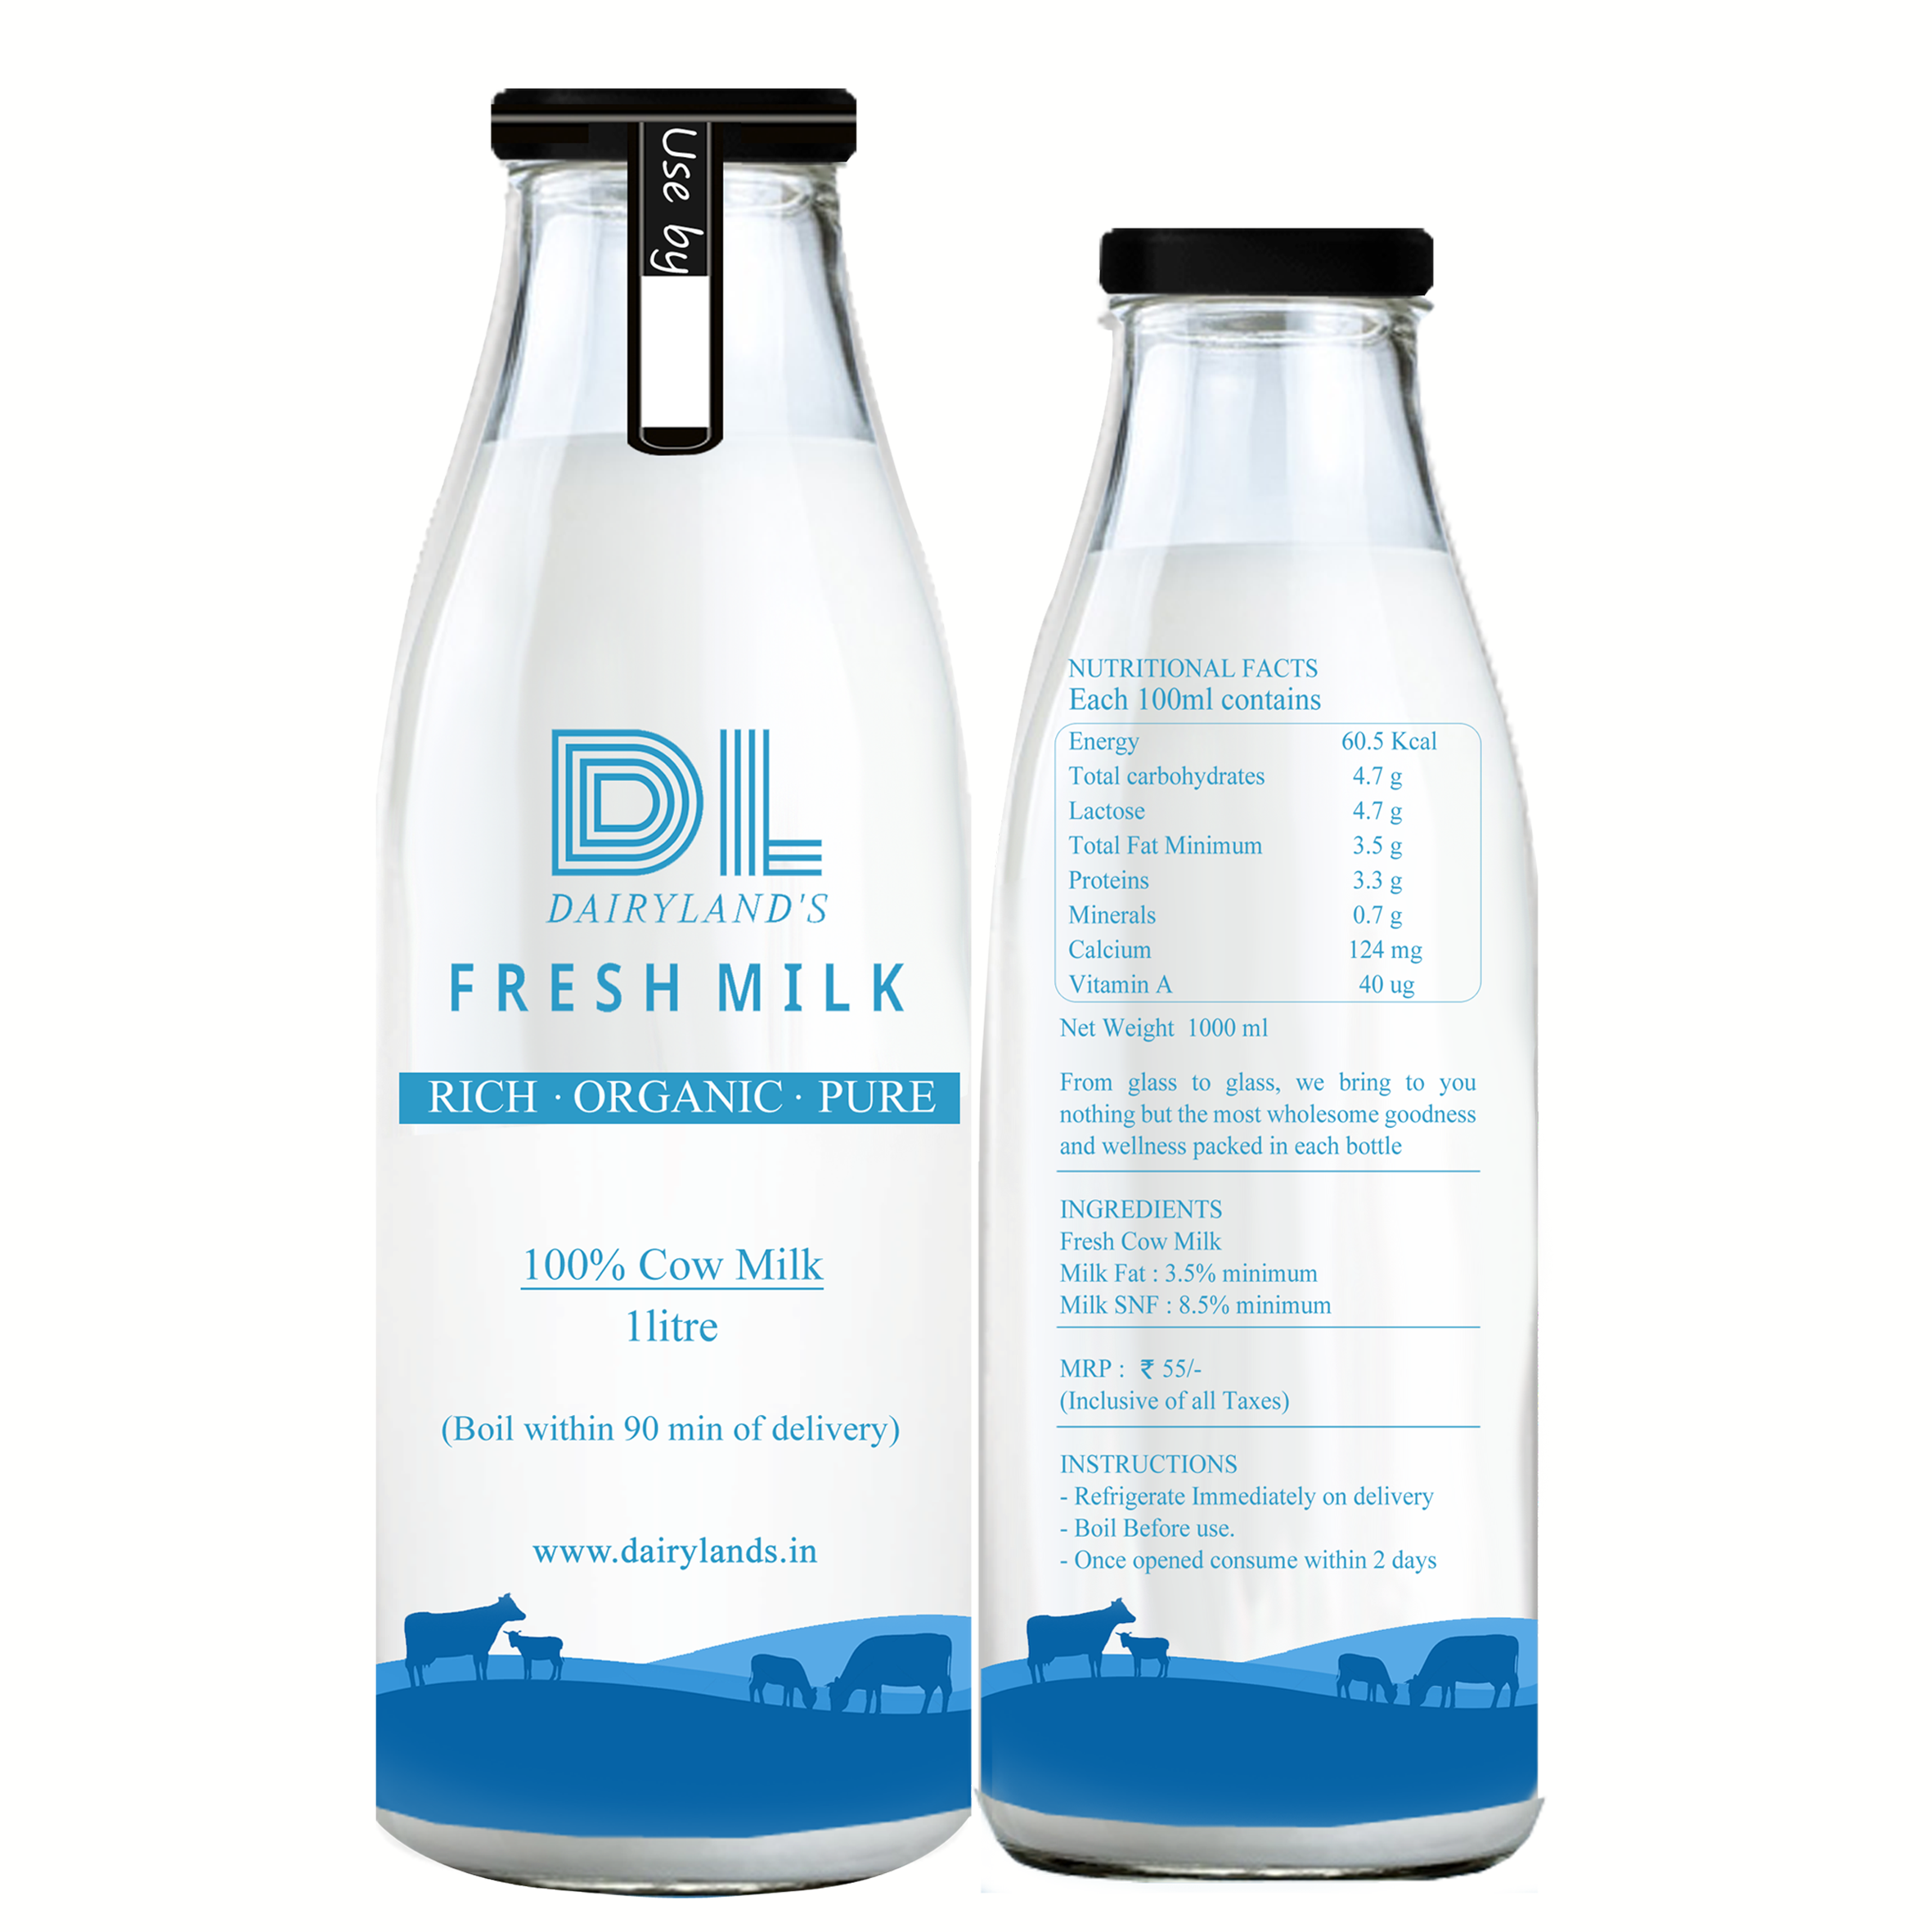 Use by
DL
DAIRYLAND'S
FRESH MILK
RICH · ORGANIC · PURE
100% Cow Milk
1litre
(Boil within 90 min of delivery)
www.dairylands.in
NUTRITIONAL FACTS
Each 100ml contains
Energy 60.5 Kcal
Total carbohydrates 4.7 g
Lactose 4.7 g
Total Fat Minimum 3.5 g
Proteins 3.3 g
Minerals 0.7 g
Calcium 124 mg
Vitamin A 40 ug
Net Weight 1000 ml
From glass to glass, we bring to you
nothing but the most wholesome goodness
and wellness packed in each bottle
INGREDIENTS
Fresh Cow Milk
Milk Fat : 3.5% minimum
Milk SNF : 8.5% minimum
MRP : ₹ 55/-
(Inclusive of all Taxes)
INSTRUCTIONS
- Refrigerate Immediately on delivery
- Boil Before use.
- Once opened consume within 2 days